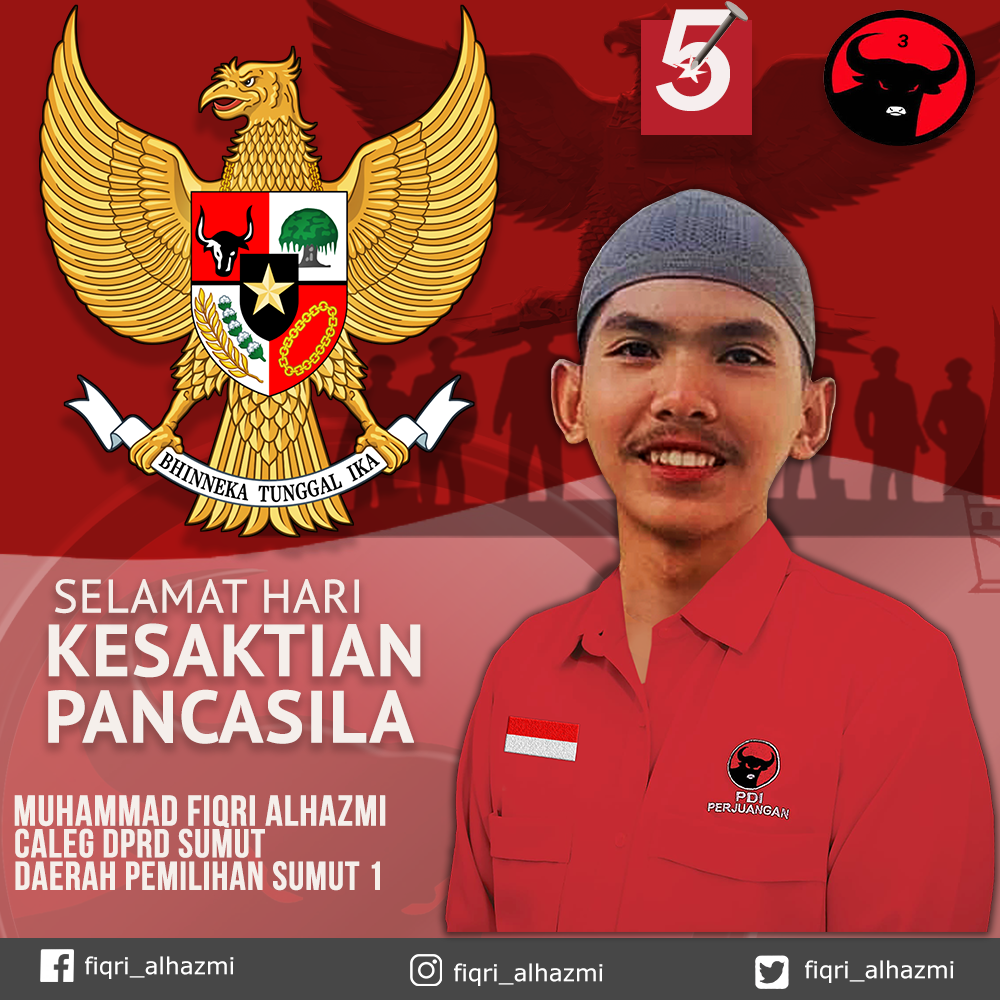 5
3
BHINNEKA TUNGGAL IKA
SELAMAT HARI
KESAKTIAN
PANCASILA
PDI
PERJUANGAN
MUHAMMAD FIQRI ALHAZMI
CALEG DPRD SUMUT
DAERAH PEMILIHAN SUMUT 1
fiqri_alhazmi
fiqri_alhazmi
fiqri_alhazmi